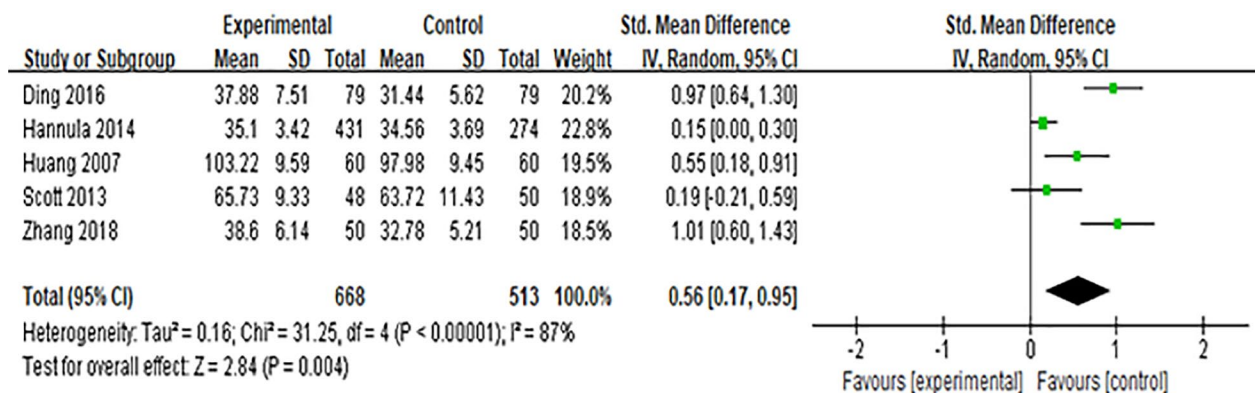 Experimental Control Std. Mean Difference Std. Mean Difference
Study or Subgroup Mean SD Total Mean SD Total Weight IV, Random, 95% CI IV, Random, 95% CI
Ding 2016 37.88 7.51 79 31.44 5.62 79 20.2% 0.97 [0.64, 1.30]
Hannula 2014 35.1 3.42 431 34.56 3.69 274 22.8% 0.15 [0.00, 0.30]
Huang 2007 103.22 9.59 60 97.98 9.45 60 19.5% 0.55 [0.18, 0.91]
Scott 2013 65.73 9.33 48 63.72 11.43 50 18.9% 0.19 [-0.21, 0.59]
Zhang 2018 38.6 6.14 50 32.78 5.21 50 18.5% 1.01 [0.60, 1.43]
Total (95% CI) 668 513 100.0% 0.56 [0.17, 0.95]
Heterogeneity: Tau² = 0.16; Chi² = 31.25, df = 4 (P < 0.00001); I² = 87%
Test for overall effect: Z = 2.84 (P = 0.004)
-2 -1 0 1 2
Favours [experimental] Favours [control]